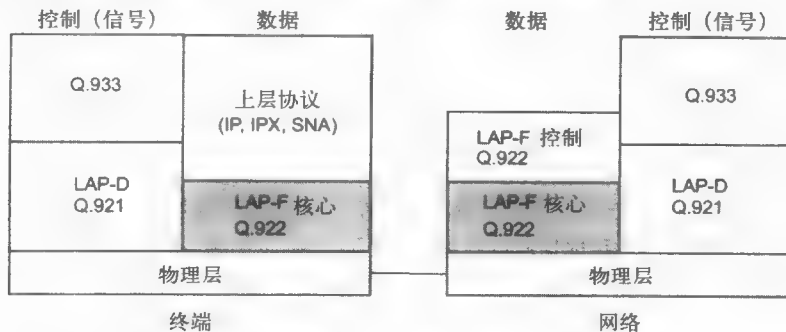 控制（信号）
数据
数据
控制（信号）
Q.933
上层协议
(IP, IPX, SNA)
Q.933
LAP-F 控制
Q.922
LAP-D
Q.921
LAP-F 核心
Q.922
LAP-F 核心
Q.922
LAP-D
Q.921
物理层
物理层
终端
网络